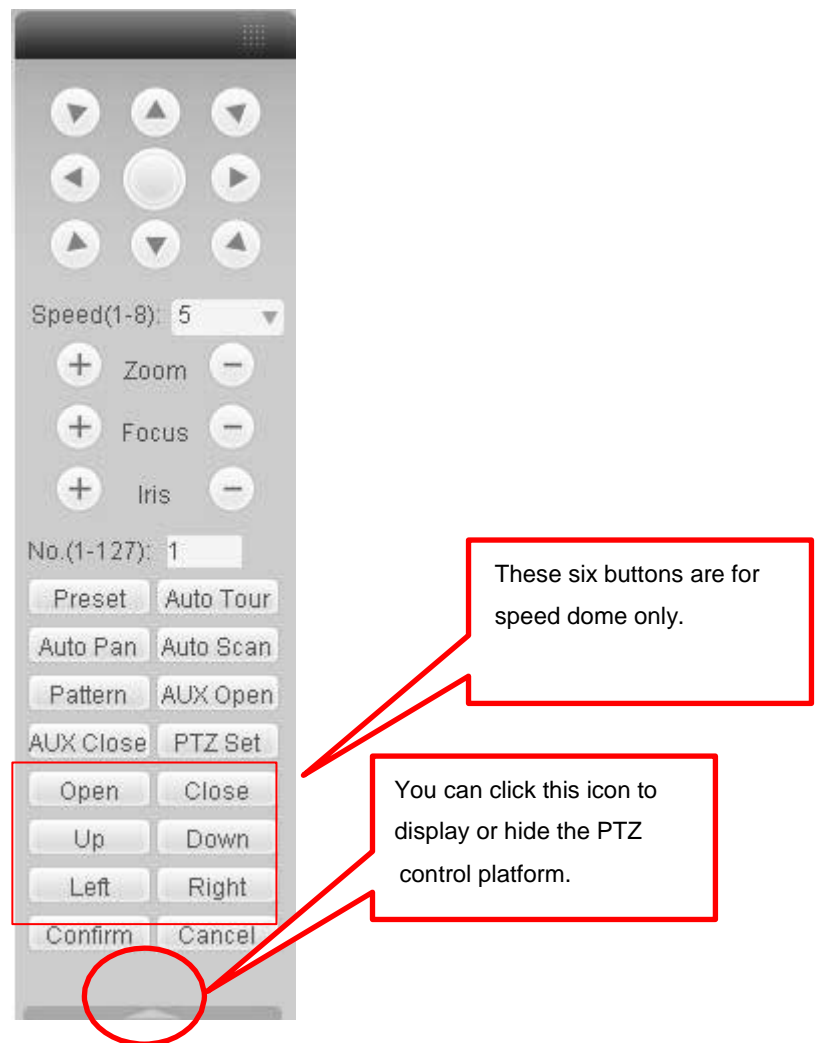 Speed(1-8): 5
+ Zoom −
+ Focus −
+ Iris −
No.(1-127): 1
Preset Auto Tour
Auto Pan Auto Scan
Pattern AUX Open
AUX Close PTZ Set
Open Close
Up Down
Left Right
Confirm Cancel
These six buttons are for
speed dome only.
You can click this icon to
display or hide the PTZ
control platform.